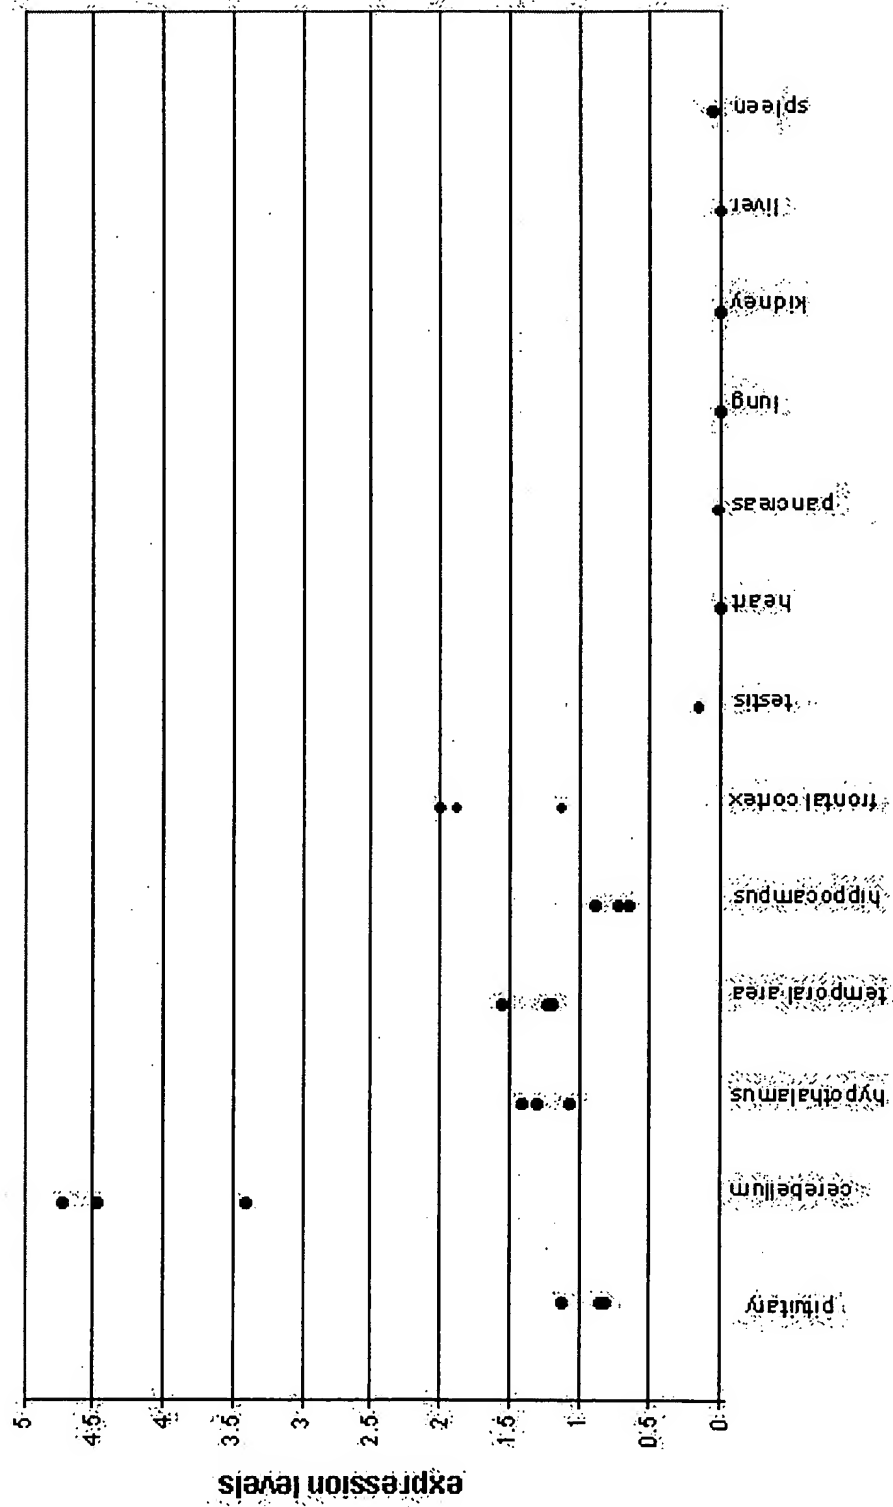 expression levels
5
4.5
4
3.5
3
2.5
2
1.5
1
0.5
0
pituitary
cerebellum
hypothalamus
temporal area
hippocampus
frontal cortex
testis
heart
pancreas
lung
kidney
liver
spleen